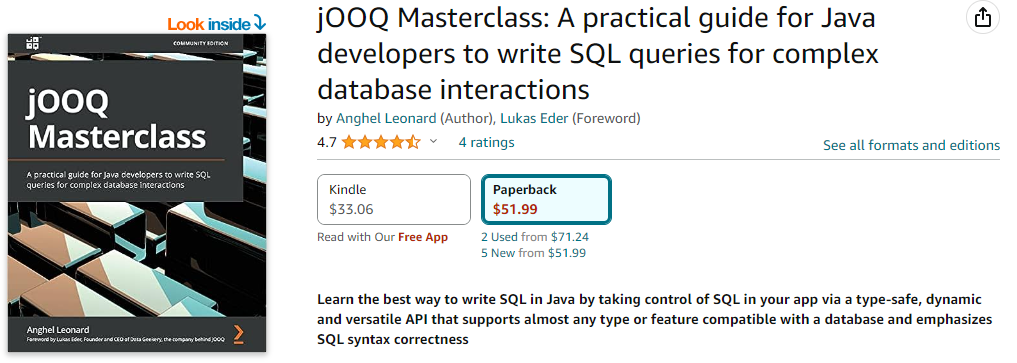 Look inside
COMMUNITY EDITION
jOOQ
Masterclass
A practical guide for Java developers to write SQL
queries for complex database interactions
Anghel Leonard
Foreword by Lukas Eder, Founder and CEO of Data Geekery, the company behind jOOQ
jOOQ Masterclass: A practical guide for Java
developers to write SQL queries for complex
database interactions
by Anghel Leonard (Author), Lukas Eder (Foreword)
4.7 4 ratings
See all formats and editions
Kindle
$33.06
Read with Our Free App
Paperback
$51.99
2 Used from $71.24
5 New from $51.99
Learn the best way to write SQL in Java by taking control of SQL in your app via a type-safe, dynamic
and versatile API that supports almost any type or feature compatible with a database and emphasizes
SQL syntax correctness